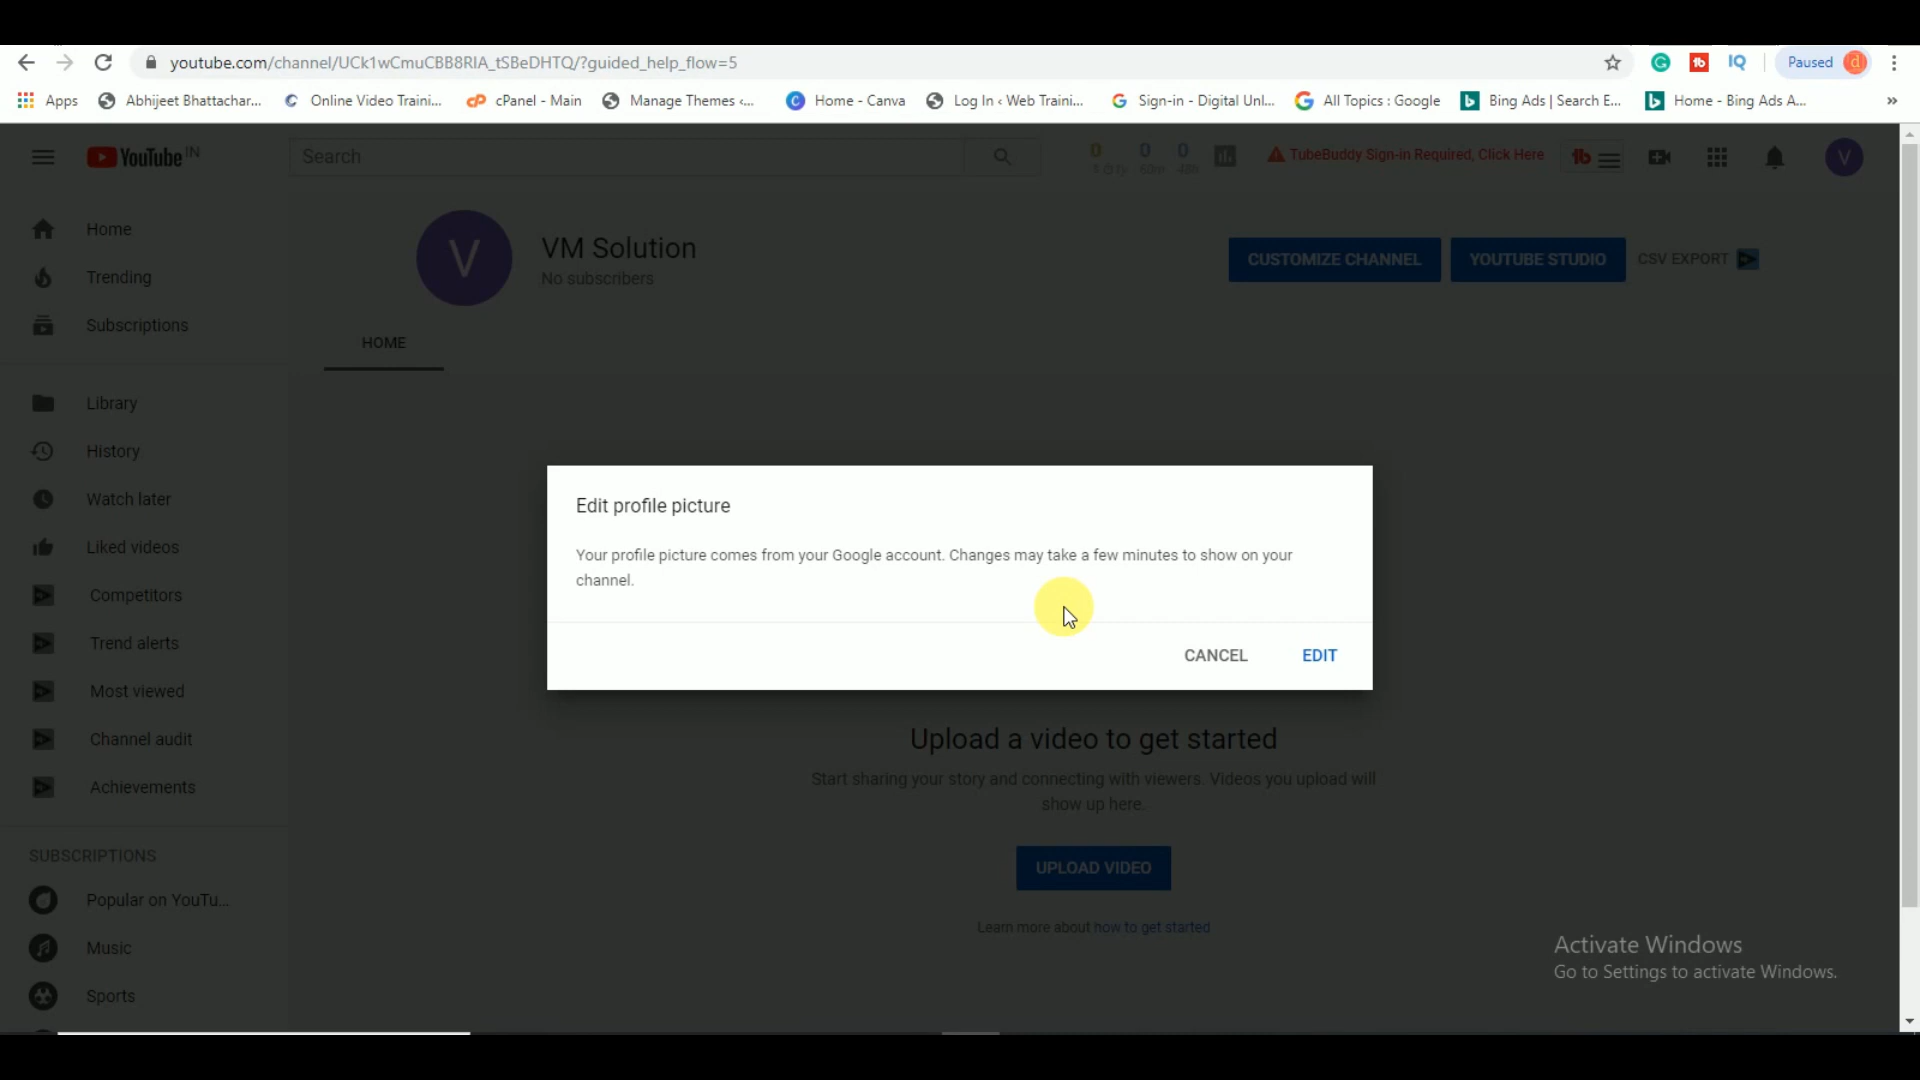 youtube.com/channel/UCk1wCmuCBB8RIA_tSBeDHTQ/?guided_help_flow=5
Paused d
Apps Abhijeet Bhattachar... Online Video Traini... cPanel - Main Manage Themes ‹... Home - Canva Log In ‹ Web Traini... Sign-in - Digital Unl... All Topics : Google Bing Ads | Search E... Home - Bing Ads A... »
YouTube IN
Search
0 0 0
60m 48h
TubeBuddy Sign-in Required, Click Here
V
Home
Trending
Subscriptions
Library
History
Watch later
Liked videos
Competitors
Trend alerts
Most viewed
Channel audit
Achievements
SUBSCRIPTIONS
Popular on YouTu...
Music
Sports
V
VM Solution
No subscribers
CUSTOMIZE CHANNEL
YOUTUBE STUDIO
CSV EXPORT
HOME
Edit profile picture
Your profile picture comes from your Google account. Changes may take a few minutes to show on your
channel.
CANCEL
EDIT
Upload a video to get started
Start sharing your story and connecting with viewers. Videos you upload will
show up here.
UPLOAD VIDEO
Learn more about how to get started
Activate Windows
Go to Settings to activate Windows.